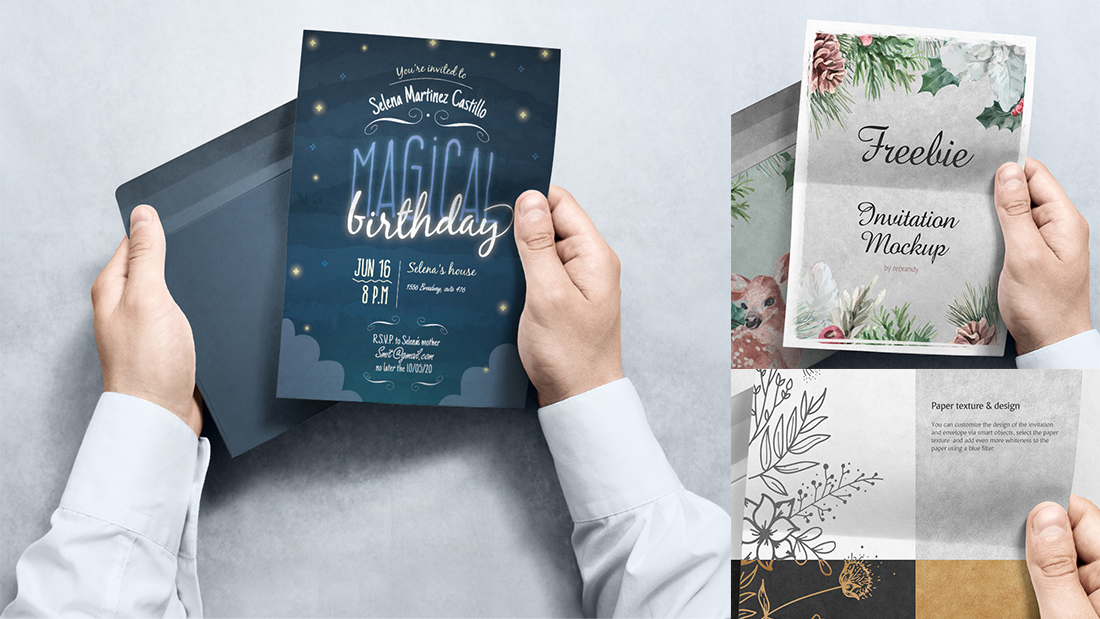 You're invited to
Selena Martinez Castillo
MAGICAL
birthday
JUN 16
8 P.M
Selena's house
1556 Broadway, suite 416
R.S.V.P. to Selena's mother
Smit@gmail.com
no later the 10/05/20
Freebie
Invitation
Mockup
by rebrandy
Paper texture & design
You can customize the design of the invitation
and envelope via smart objects, select the paper
texture and add even more whiteness to the
paper using a blue filter.